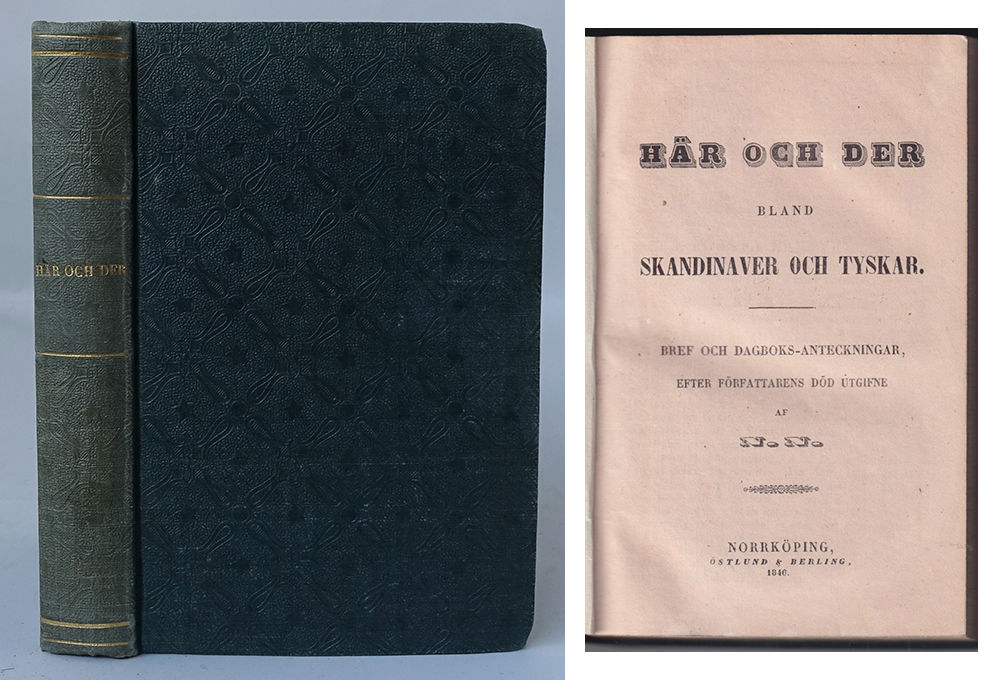 HÄR OCH DER
HÄR OCH DER
BLAND
SKANDINAVER OCH TYSKAR.
BREF OCH DAGBOKS-ANTECKNINGAR,
EFTER FÖRFATTARENS DÖD UTGIFNE
AF
N. N.
NORRKÖPING,
ÖSTLUND & BERLING,
1846.